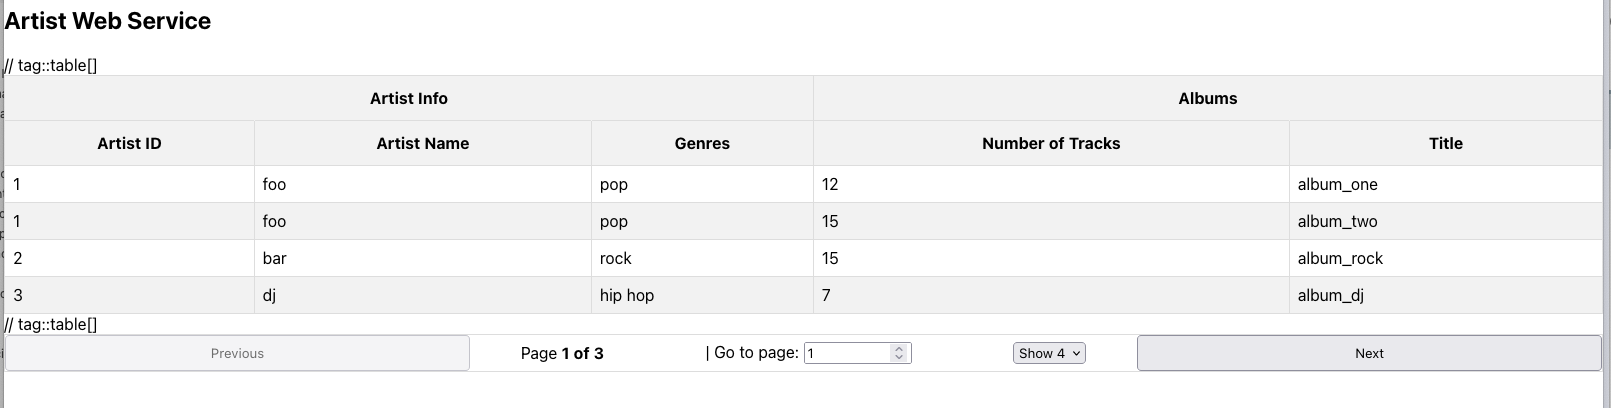 Artist Web Service
// tag::table[]
Artist Info Albums
Artist ID Artist Name Genres Number of Tracks Title
1 foo pop 12 album_one
1 foo pop 15 album_two
2 bar rock 15 album_rock
3 dj hip hop 7 album_dj
// tag::table[]
Previous Page 1 of 3 | Go to page: 1 Show 4 Next